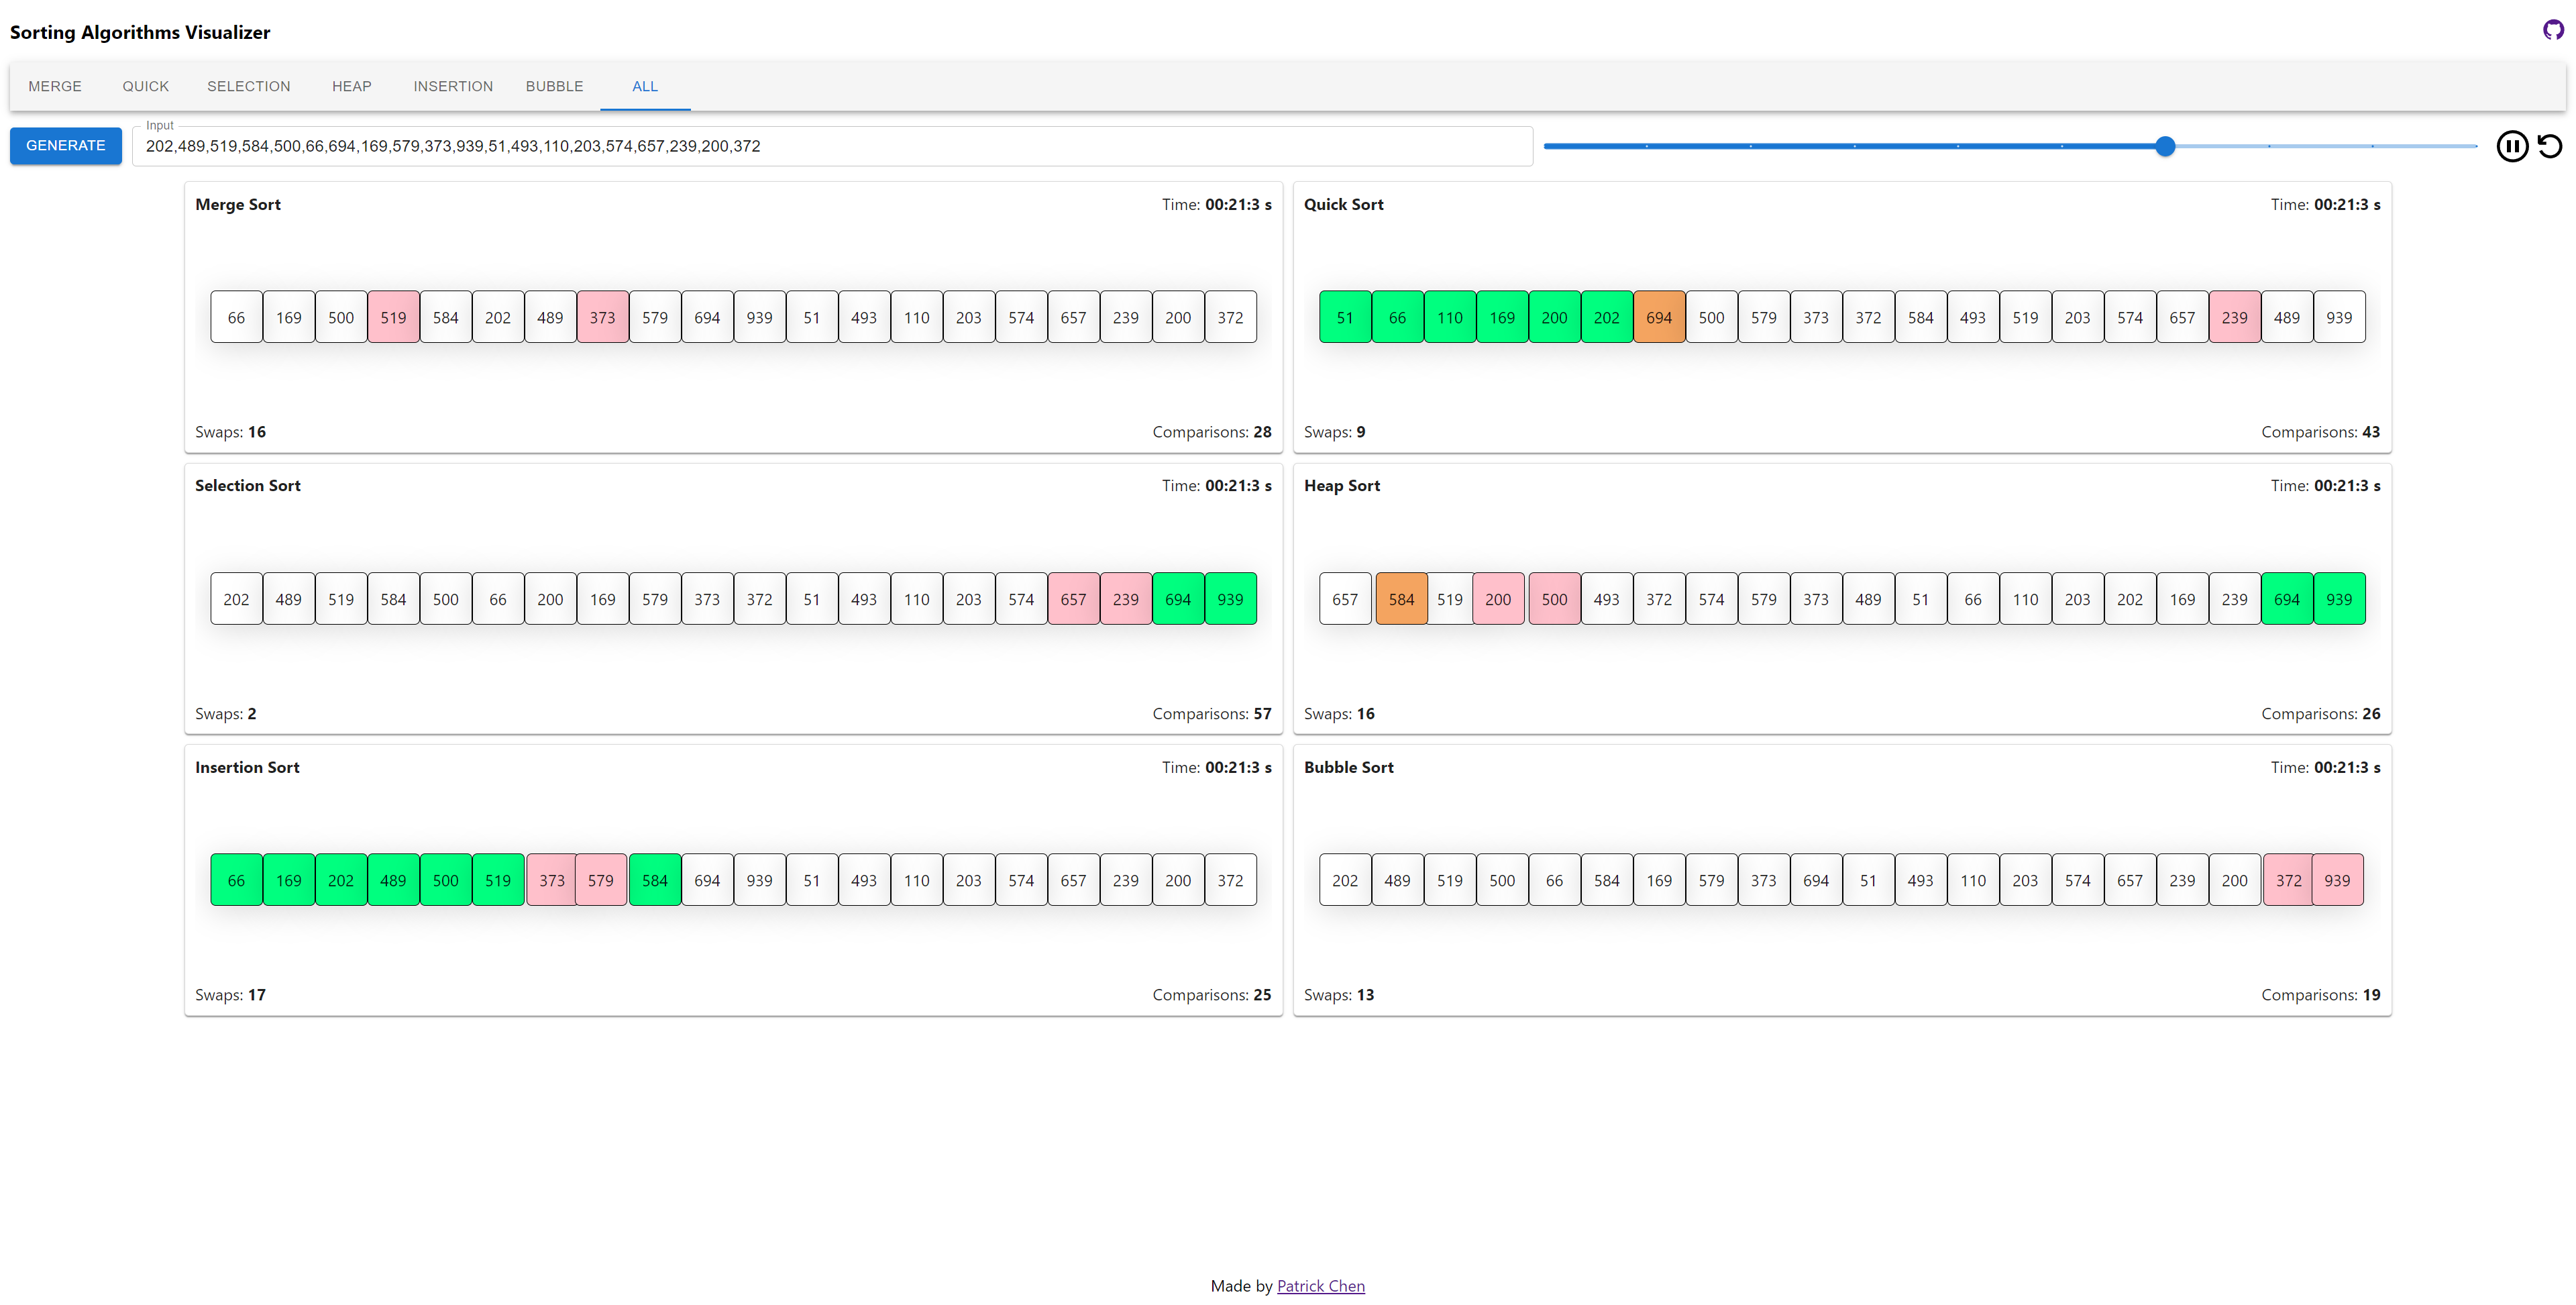 Sorting Algorithms Visualizer
MERGE QUICK SELECTION HEAP INSERTION BUBBLE ALL
GENERATE
Input
202,489,519,584,500,66,694,169,579,373,939,51,493,110,203,574,657,239,200,372
Merge Sort Time: 00:21:3 s
66 169 500 519 584 202 489 373 579 694 939 51 493 110 203 574 657 239 200 372
Swaps: 16 Comparisons: 28
Quick Sort Time: 00:21:3 s
51 66 110 169 200 202 694 500 579 373 372 584 493 519 203 574 657 239 489 939
Swaps: 9 Comparisons: 43
Selection Sort Time: 00:21:3 s
202 489 519 584 500 66 200 169 579 373 372 51 493 110 203 574 657 239 694 939
Swaps: 2 Comparisons: 57
Heap Sort Time: 00:21:3 s
657 584 519 200 500 493 372 574 579 373 489 51 66 110 203 202 169 239 694 939
Swaps: 16 Comparisons: 26
Insertion Sort Time: 00:21:3 s
66 169 202 489 500 519 373 579 584 694 939 51 493 110 203 574 657 239 200 372
Swaps: 17 Comparisons: 25
Bubble Sort Time: 00:21:3 s
202 489 519 500 66 584 169 579 373 694 51 493 110 203 574 657 239 200 372 939
Swaps: 13 Comparisons: 19
Made by Patrick Chen